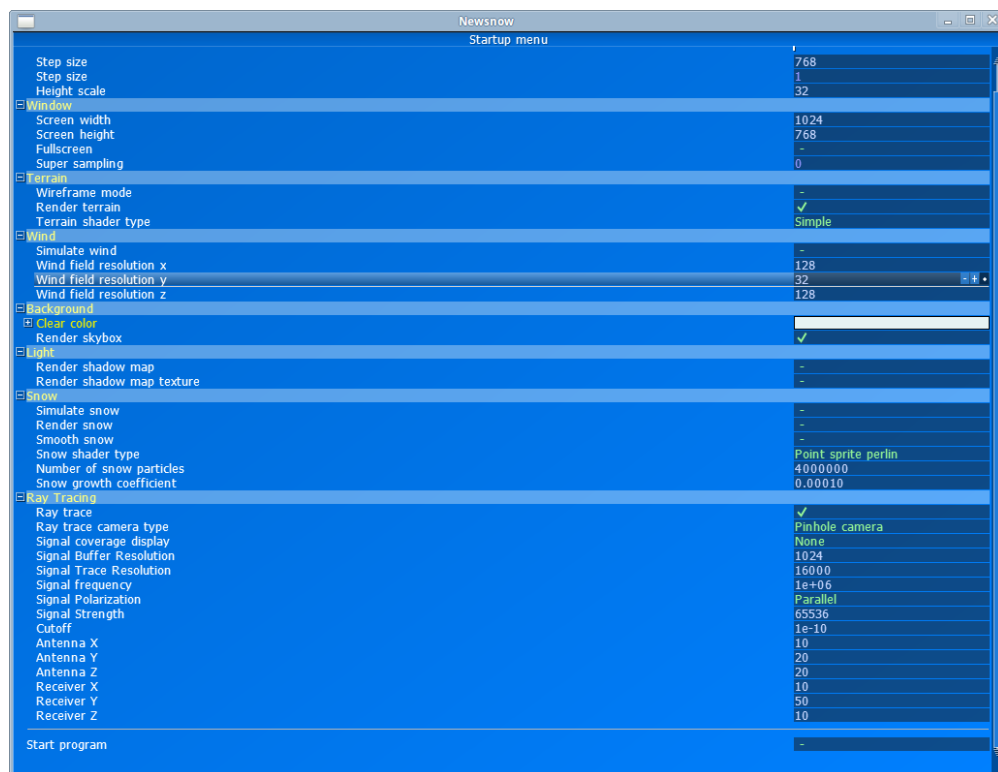 Newsnow
Startup menu
Step size 768
Step size 1
Height scale 32
Window
Screen width 1024
Screen height 768
Fullscreen -
Super sampling 0
Terrain
Wireframe mode -
Render terrain ✓
Terrain shader type Simple
Wind
Simulate wind -
Wind field resolution x 128
Wind field resolution y 32 - +
Wind field resolution z 128
Background
Clear color
Render skybox ✓
Light
Render shadow map -
Render shadow map texture -
Snow
Simulate snow -
Render snow -
Smooth snow -
Snow shader type Point sprite perlin
Number of snow particles 4000000
Snow growth coefficient 0.00010
Ray Tracing
Ray trace ✓
Ray trace camera type Pinhole camera
Signal coverage display None
Signal Buffer Resolution 1024
Signal Trace Resolution 16000
Signal frequency 1e+06
Signal Polarization Parallel
Signal Strength 65536
Cutoff 1e-10
Antenna X 10
Antenna Y 20
Antenna Z 20
Receiver X 10
Receiver Y 50
Receiver Z 10
Start program -